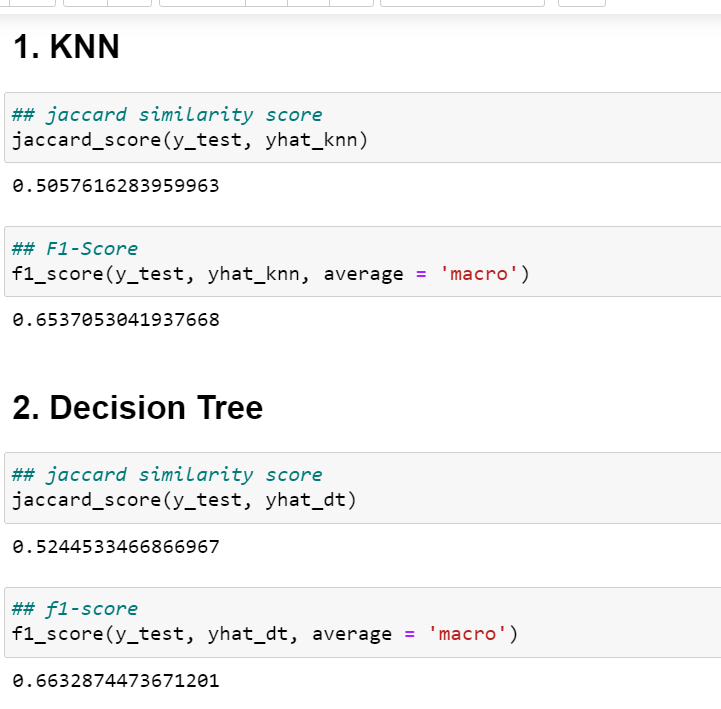 1. KNN
## jaccard similarity score
jaccard_score(y_test, yhat_knn)
0.5057616283959963
## F1-Score
f1_score(y_test, yhat_knn, average = 'macro')
0.6537053041937668
2. Decision Tree
## jaccard similarity score
jaccard_score(y_test, yhat_dt)
0.5244533466866967
## f1-score
f1_score(y_test, yhat_dt, average = 'macro')
0.6632874473671201